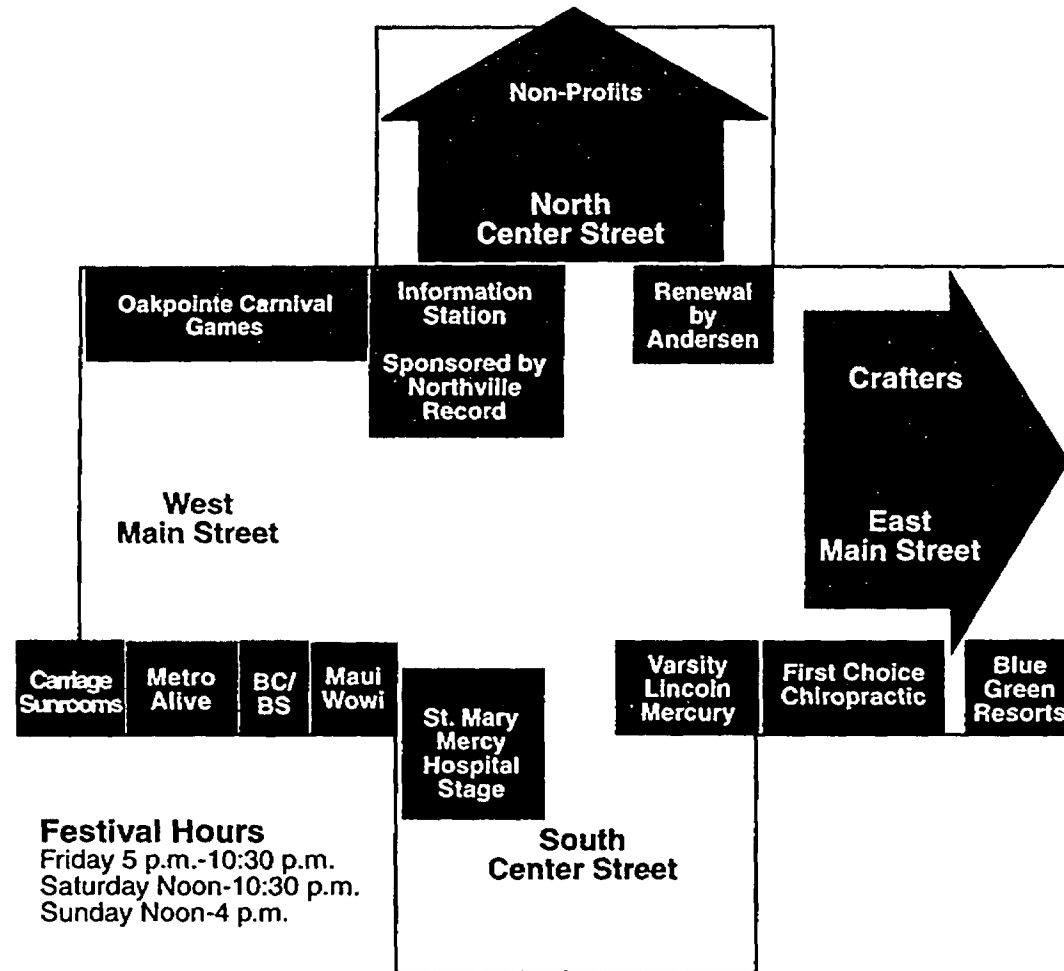 Non-Profits
North
Center Street
Oakpointe Carnival
Games
Information
Station
Sponsored by
Northville
Record
Renewal
by
Andersen
Crafters
East
Main Street
West
Main Street
Carriage
Sunrooms
Metro
Alive
BC/
BS
Maui
Wowi
St. Mary
Mercy
Hospital
Stage
Varsity
Lincoln
Mercury
First Choice
Chiropractic
Blue
Green
Resorts
South
Center Street
Festival Hours
Friday 5 p.m.-10:30 p.m.
Saturday Noon-10:30 p.m.
Sunday Noon-4 p.m.